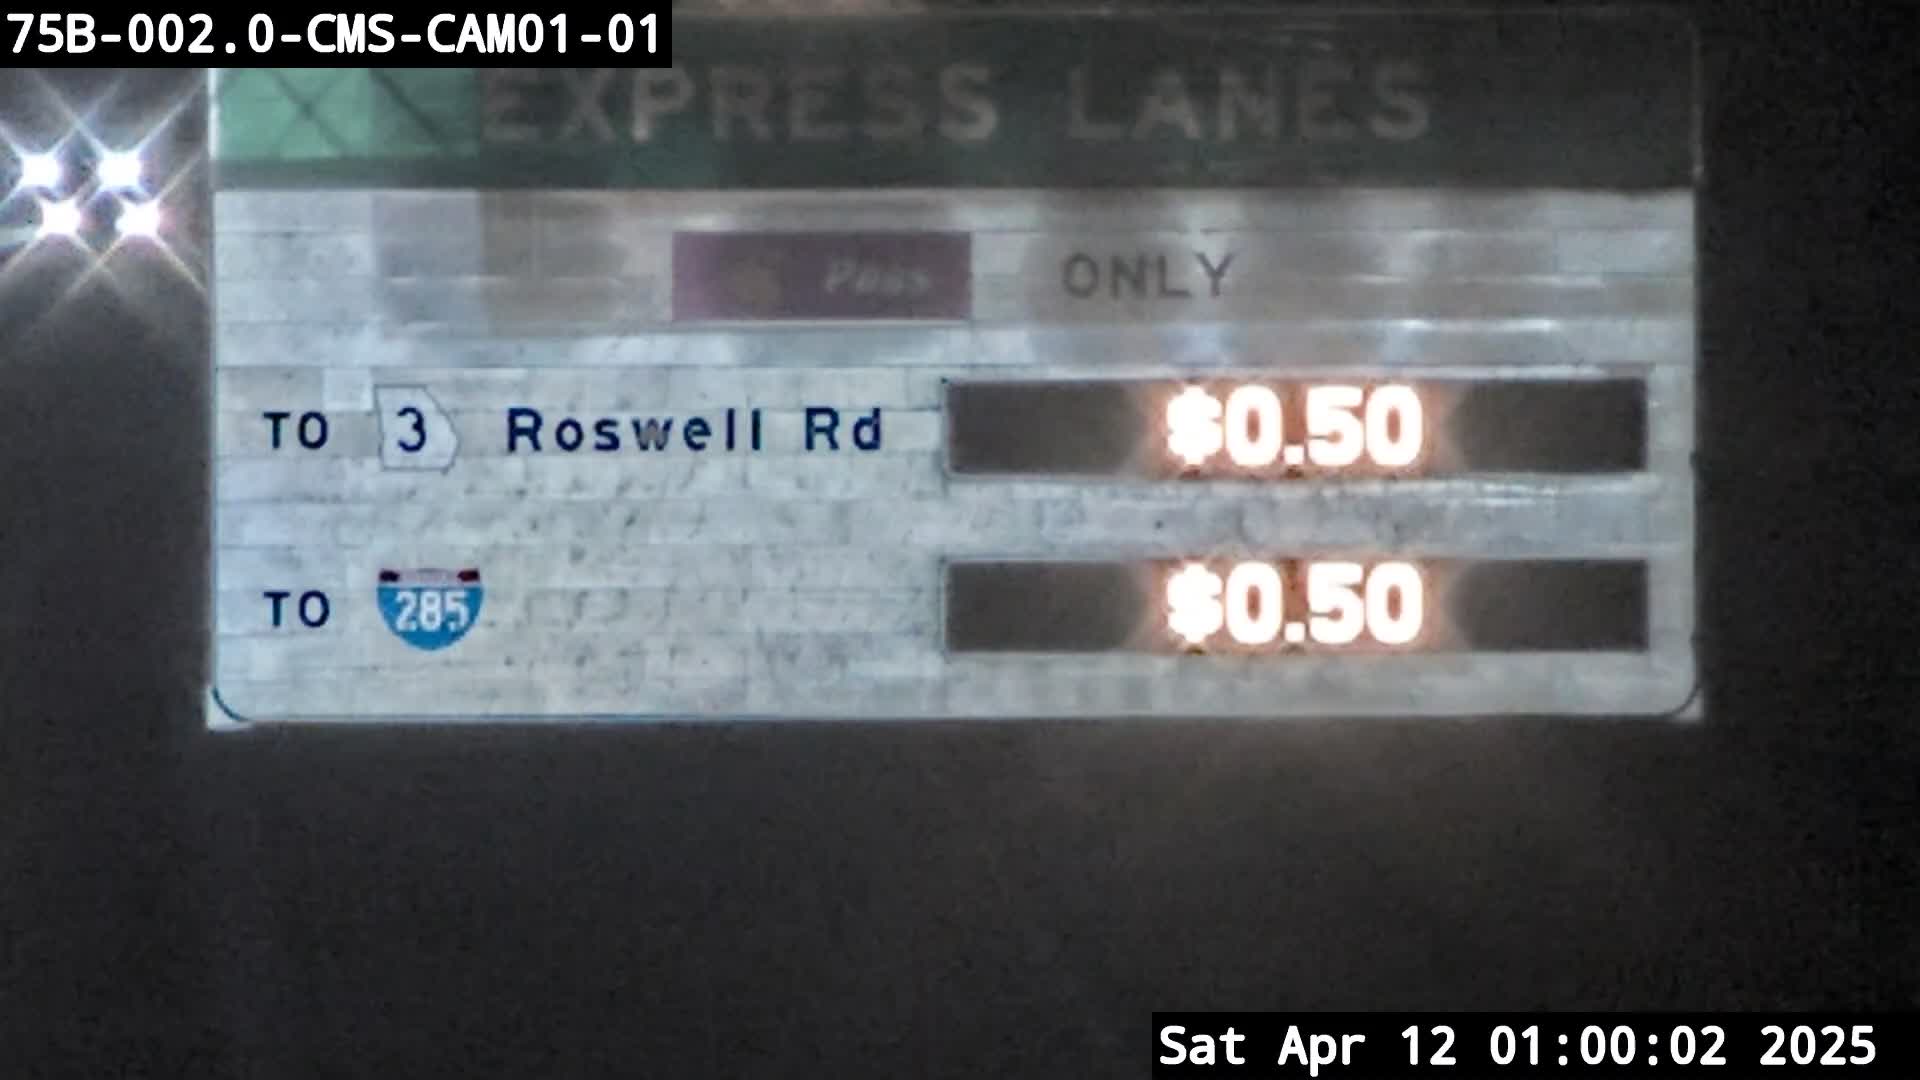 75B-002.0-CMS-CAM01-01
EXPRESS LANES
Pass ONLY
TO 3 Roswell Rd $0.50
TO 285 $0.50
Sat Apr 12 01:00:02 2025